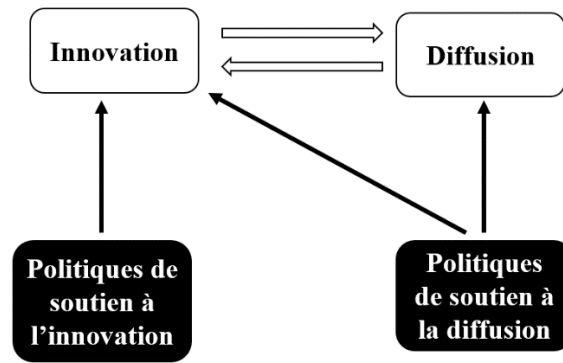 Innovation
Diffusion
Politiques de
soutien à
l'innovation
Politiques
de soutien à
la diffusion